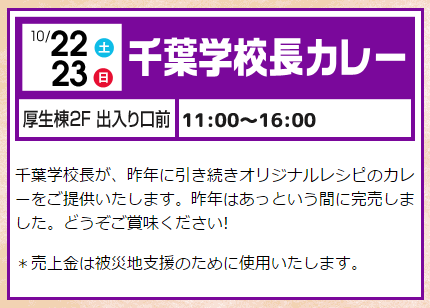 10/22 土
23 日
千葉学校長カレー
厚生棟2F 出入り口前
11:00〜16:00
千葉学校長が、昨年に引き続きオリジナルレシピのカレ
ーをご提供いたします。昨年はあっという間に完売しま
した。どうぞご賞味ください!
＊売上金は被災地支援のために使用いたします。